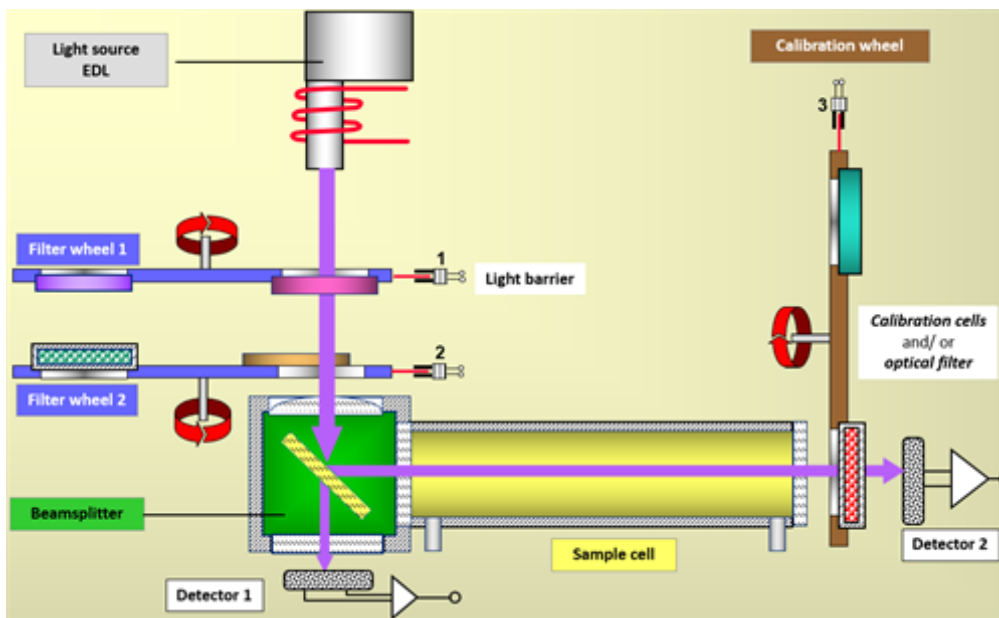 Light source
EDL
Calibration wheel
3
Filter wheel 1
1
Light barrier
Calibration cells
and/ or
optical filter
2
Filter wheel 2
Beamsplitter
Sample cell
Detector 2
Detector 1